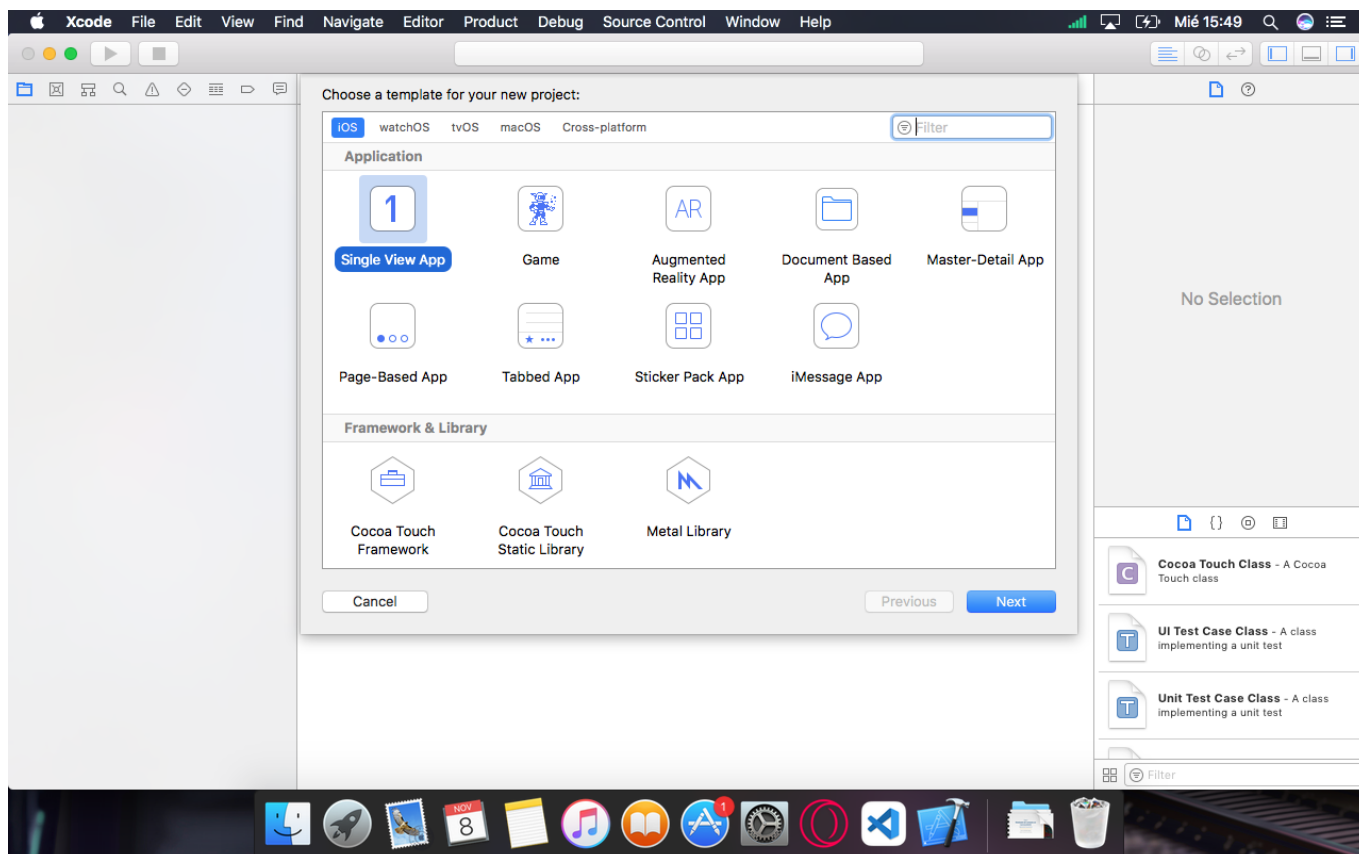 Xcode File Edit View Find Navigate Editor Product Debug Source Control Window Help Mié 15:49
Choose a template for your new project:
iOS watchOS tvOS macOS Cross-platform Filter
Application
1
AR
Single View App
Game
Augmented
Reality App
Document Based
App
Master-Detail App
Page-Based App
Tabbed App
Sticker Pack App
iMessage App
Framework & Library
Cocoa Touch
Framework
Cocoa Touch
Static Library
Metal Library
Cancel Previous Next
No Selection
{}
C
Cocoa Touch Class - A Cocoa
Touch class
T
UI Test Case Class - A class
implementing a unit test
T
Unit Test Case Class - A class
implementing a unit test
Filter
NOV
8
1